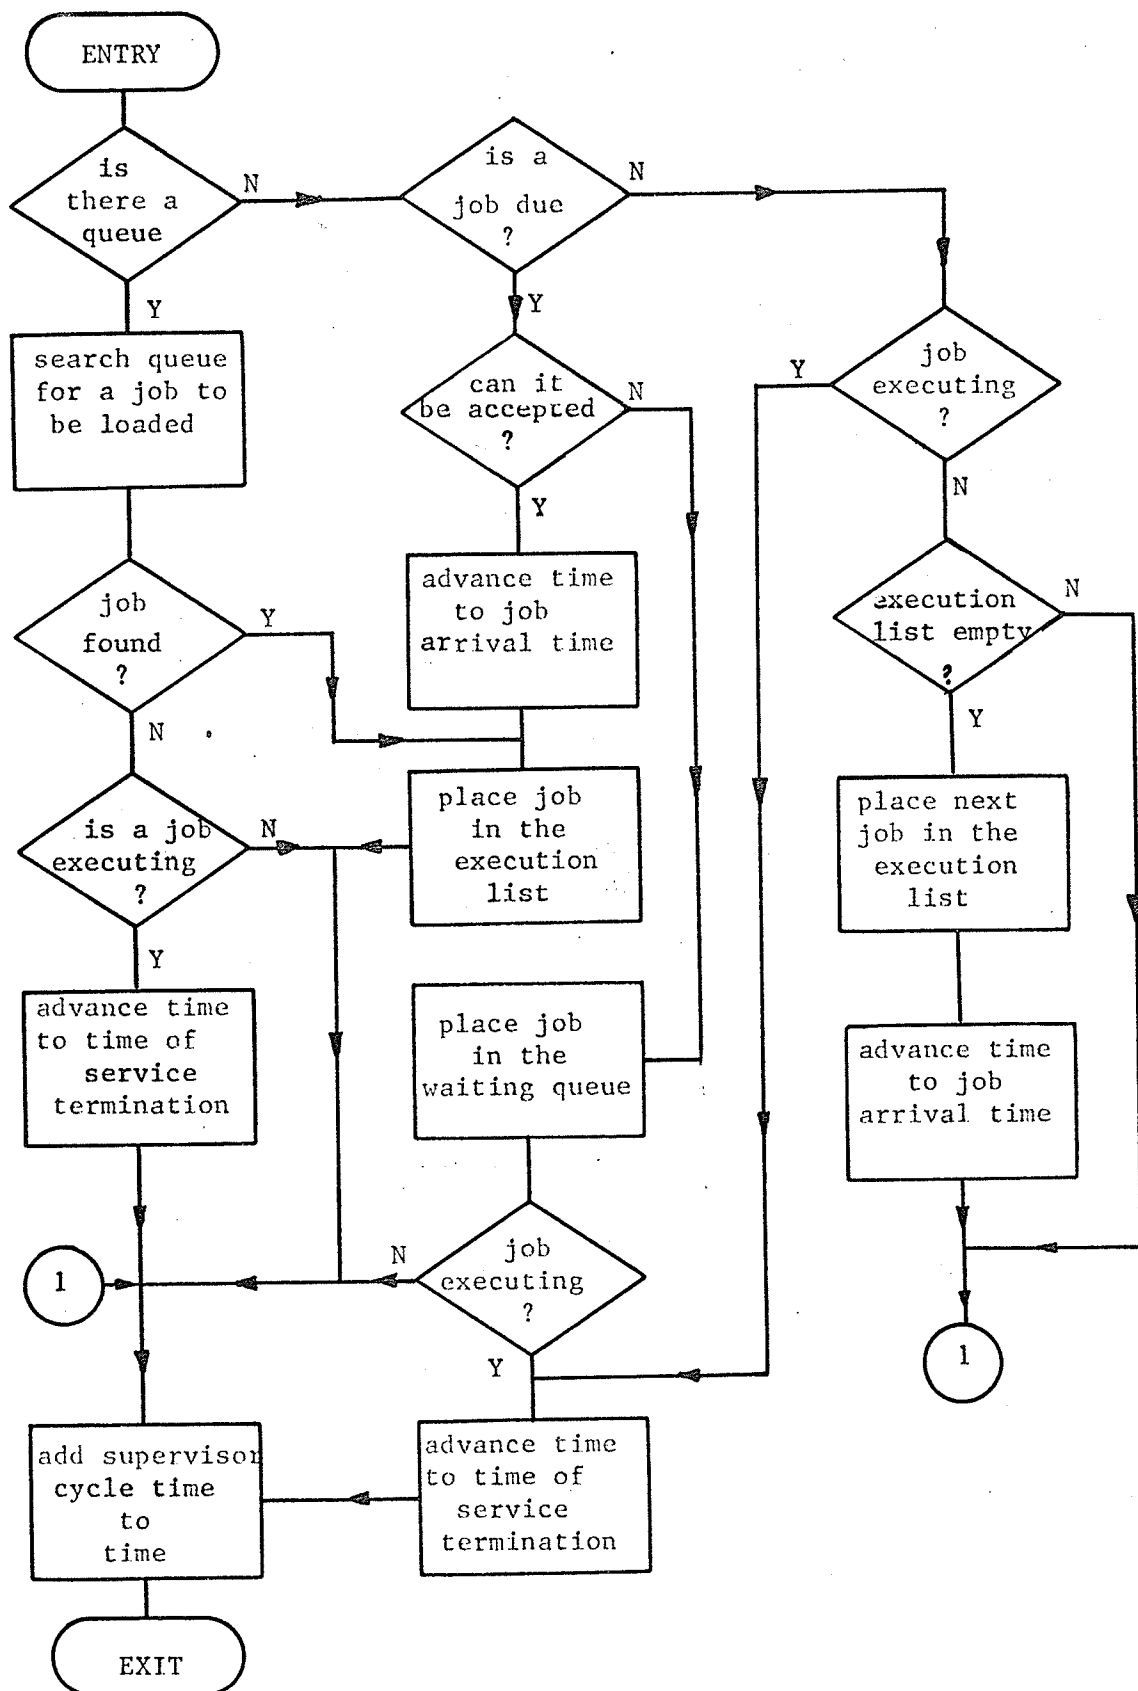 ENTRY
is
there a
queue
N
Y
is a
job due
?
N
Y
search queue
for a job to
be loaded
can it
be accepted
?
N
Y
job
executing
?
Y
N
job
found
?
Y
N
advance time
to job
arrival time
execution
list empty
?
N
Y
is a job
executing
?
N
Y
place job
in the
execution
list
place next
job in the
execution
list
advance time
to time of
service
termination
place job
in the
waiting queue
advance time
to job
arrival time
1
job
executing
?
N
Y
1
add supervisor
cycle time
to
time
advance time
to time of
service
termination
EXIT